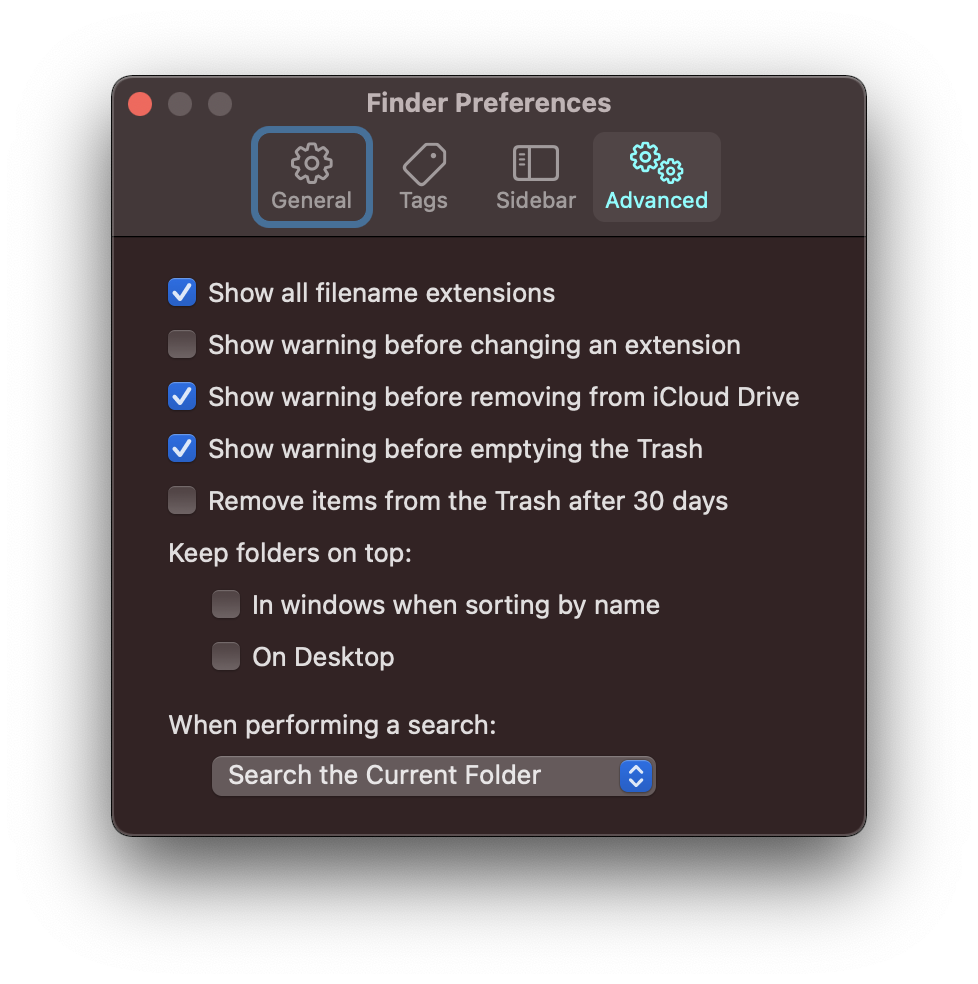 Finder Preferences
General Tags Sidebar Advanced
Show all filename extensions
Show warning before changing an extension
Show warning before removing from iCloud Drive
Show warning before emptying the Trash
Remove items from the Trash after 30 days
Keep folders on top:
In windows when sorting by name
On Desktop
When performing a search:
Search the Current Folder